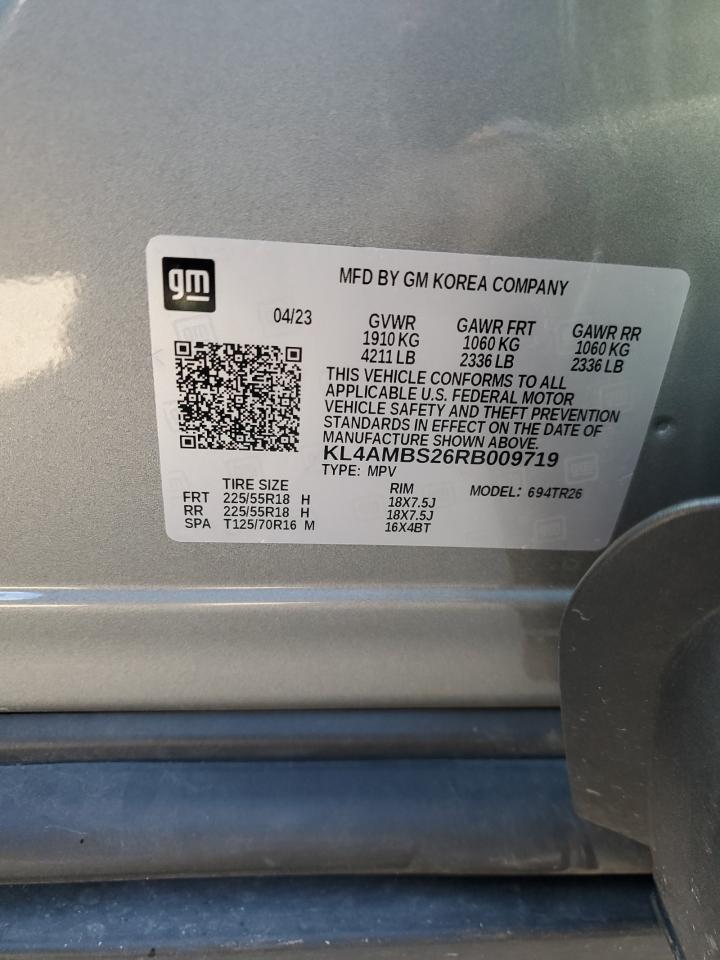 gm
MFD BY GM KOREA COMPANY
04/23
GVWR GAWR FRT GAWR RR
1910 KG 1060 KG 1060 KG
4211 LB 2336 LB 2336 LB
THIS VEHICLE CONFORMS TO ALL
APPLICABLE U.S. FEDERAL MOTOR
VEHICLE SAFETY AND THEFT PREVENTION
STANDARDS IN EFFECT ON THE DATE OF
MANUFACTURE SHOWN ABOVE.
KL4AMBS26RB009719
TYPE: MPV
TIRE SIZE RIM MODEL: 694TR26
FRT 225/55R18 H 18X7.5J
RR 225/55R18 H 18X7.5J
SPA T125/70R16 M 16X4BT